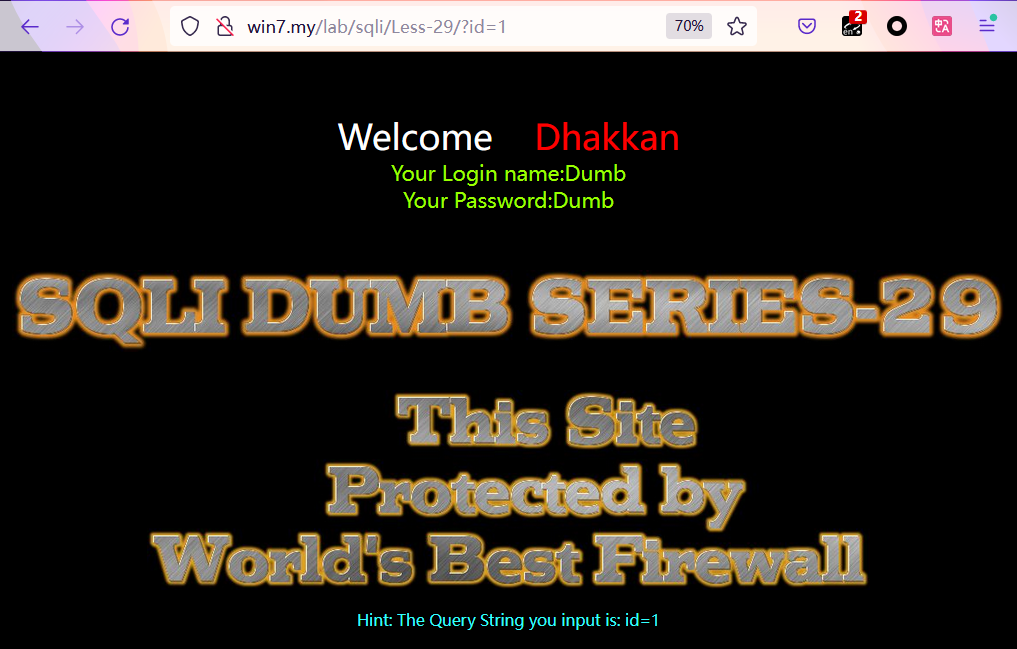 win7.my/lab/sqli/Less-29/?id=1
70%
2
en
中
A
Welcome Dhakkan
Your Login name:Dumb
Your Password:Dumb
SQLI DUMB SERIES-29
This Site
Protected by
World's Best Firewall
Hint: The Query String you input is: id=1